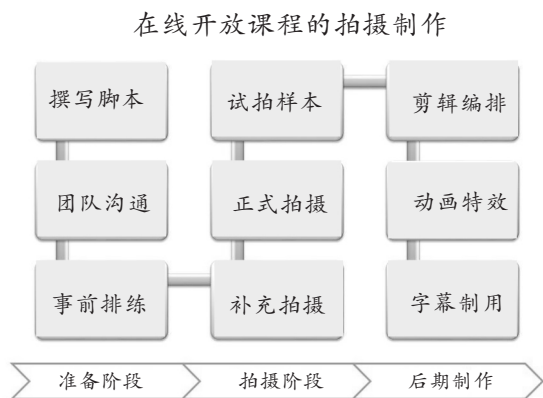 在线开放课程的拍摄制作
撰写脚本 试拍样本 剪辑编排
团队沟通 正式拍摄 动画特效
事前排练 补充拍摄 字幕制用
准备阶段 拍摄阶段 后期制作